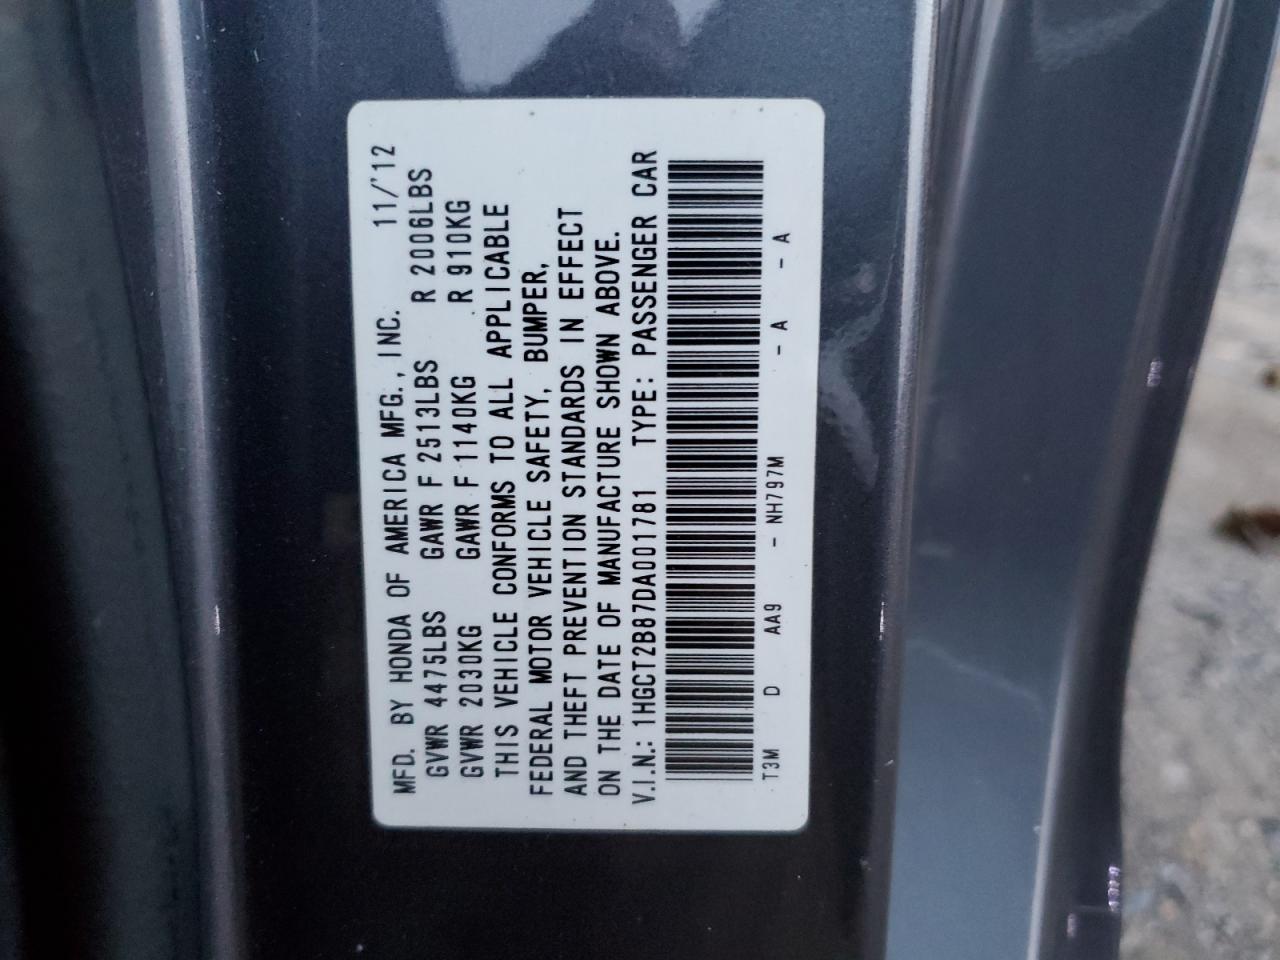 MFD. BY HONDA OF AMERICA MFG., INC. 11/'12
GVWR 4475LBS GAWR F 2513LBS R 2006LBS
GVWR 2030KG GAWR F 1140KG R 910KG
THIS VEHICLE CONFORMS TO ALL APPLICABLE
FEDERAL MOTOR VEHICLE SAFETY, BUMPER,
AND THEFT PREVENTION STANDARDS IN EFFECT
ON THE DATE OF MANUFACTURE SHOWN ABOVE.
V.I.N.: 1HGCT2B87DA001781 TYPE: PASSENGER CAR
T3M D AA9 - NH797M - A - A